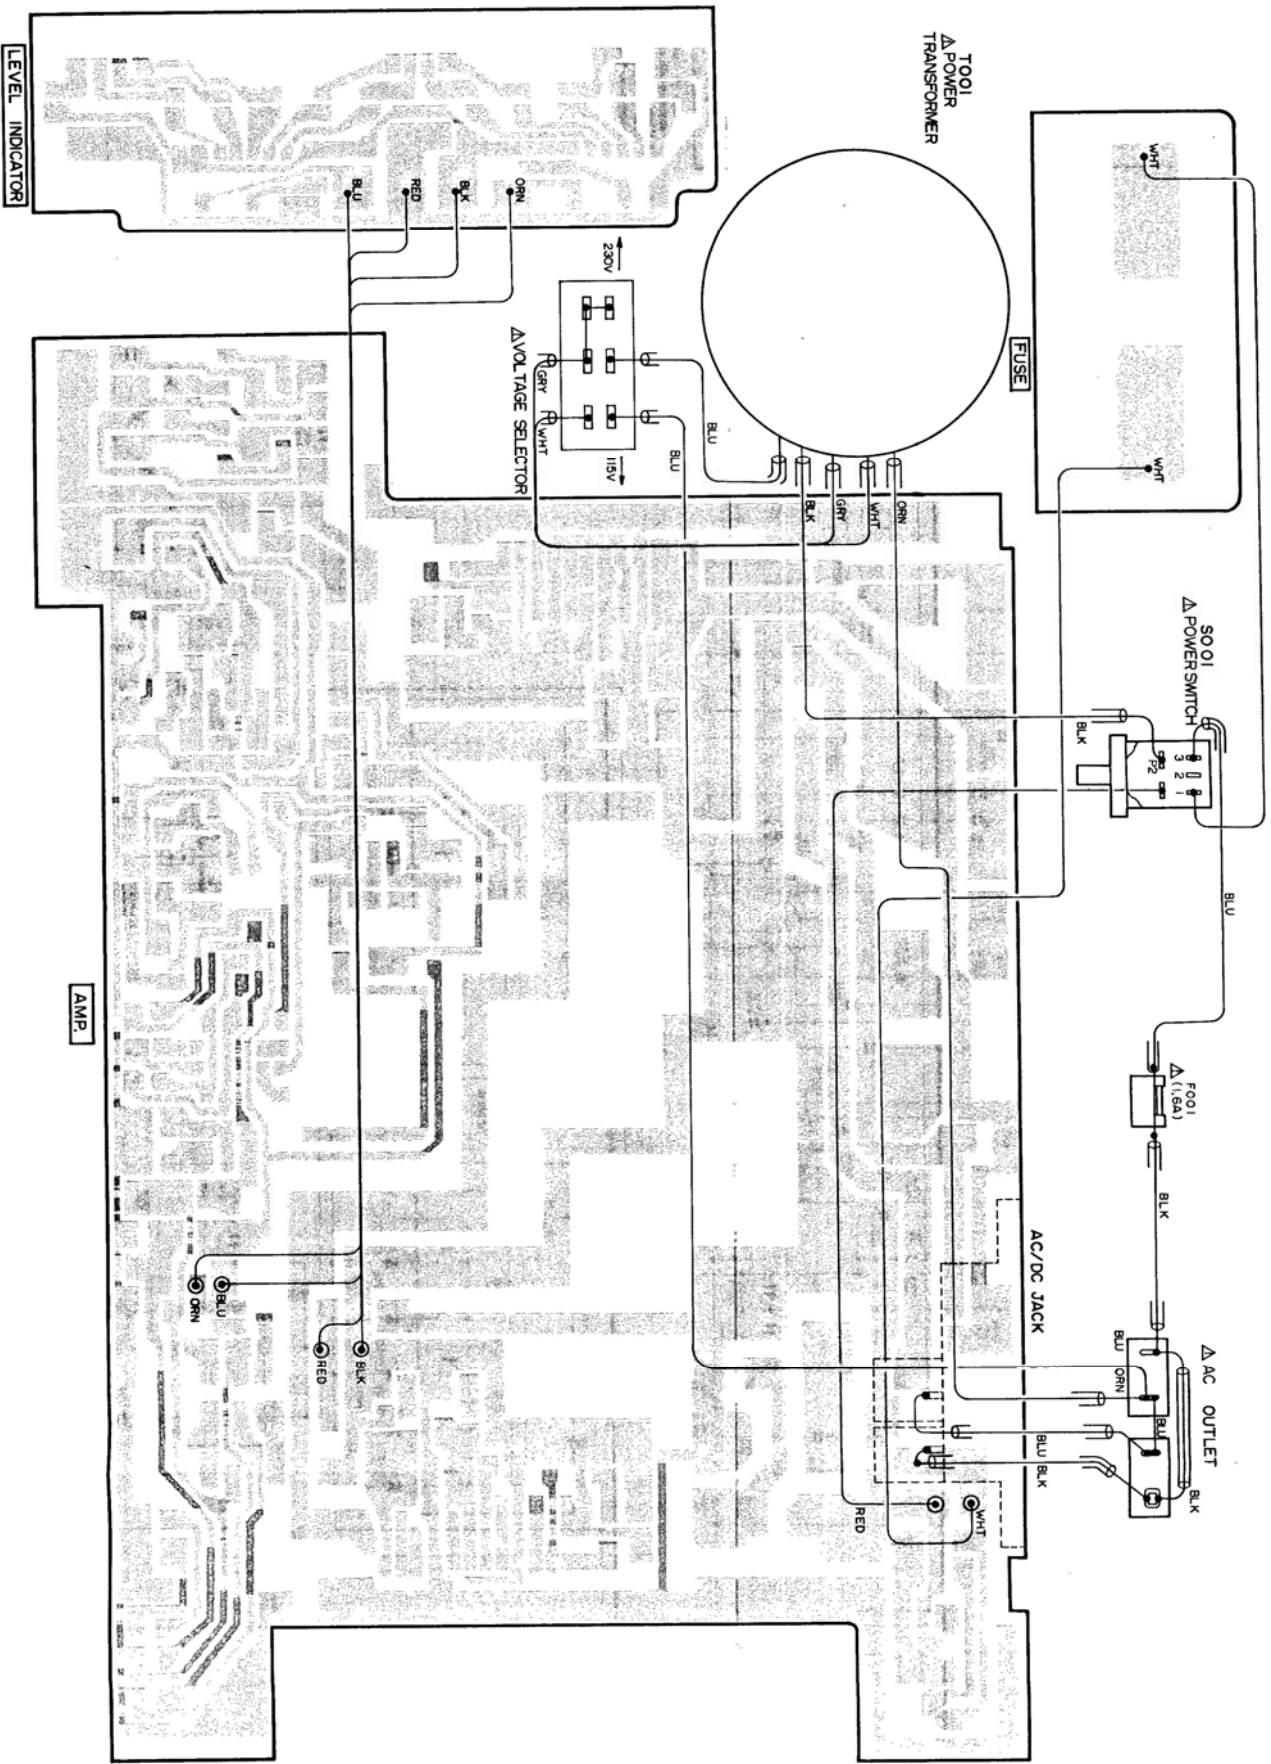 LEVEL INDICATOR
BLU
RED
BLK
ORN
T001
⚠ POWER
TRANSFORMER
FUSE
WHT
WHT
230V
115V
⚠ VOLTAGE SELECTOR
GRY
WHT
BLU
BLU
BLK
GRY
WHT
ORN
S001
⚠ POWER SWITCH
BLK
P2
3
2
1
BLU
F001
⚠ (1.6A)
BLK
AC/DC JACK
⚠ AC OUTLET
BLU
ORN
BLU
BLK
BLU
BLK
WHT
RED
AMP.
ORN
BLU
RED
BLK